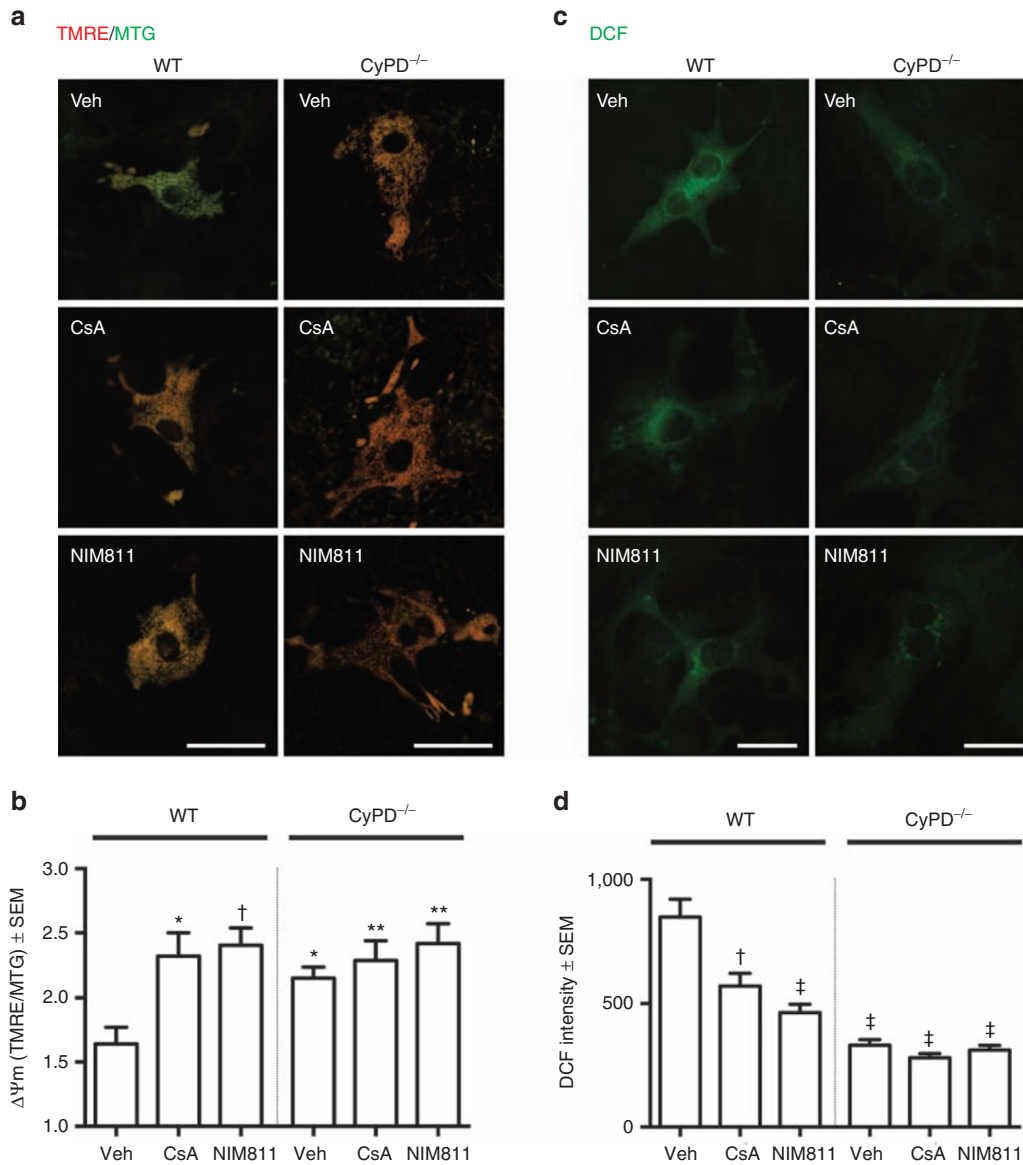 a
TMRE/MTG
WT CyPD–/–
Veh Veh
CsA CsA
NIM811 NIM811
c
DCF
WT CyPD–/–
Veh Veh
CsA CsA
NIM811 NIM811
b
WT CyPD–/–
ΔΨm (TMRE/MTG) ± SEM
3.0
2.5
2.0
1.5
1.0
* † * ** **
Veh CsA NIM811 Veh CsA NIM811
d
WT CyPD–/–
DCF intensity ± SEM
1,000
500
0
† ‡ ‡ ‡ ‡
Veh CsA NIM811 Veh CsA NIM811